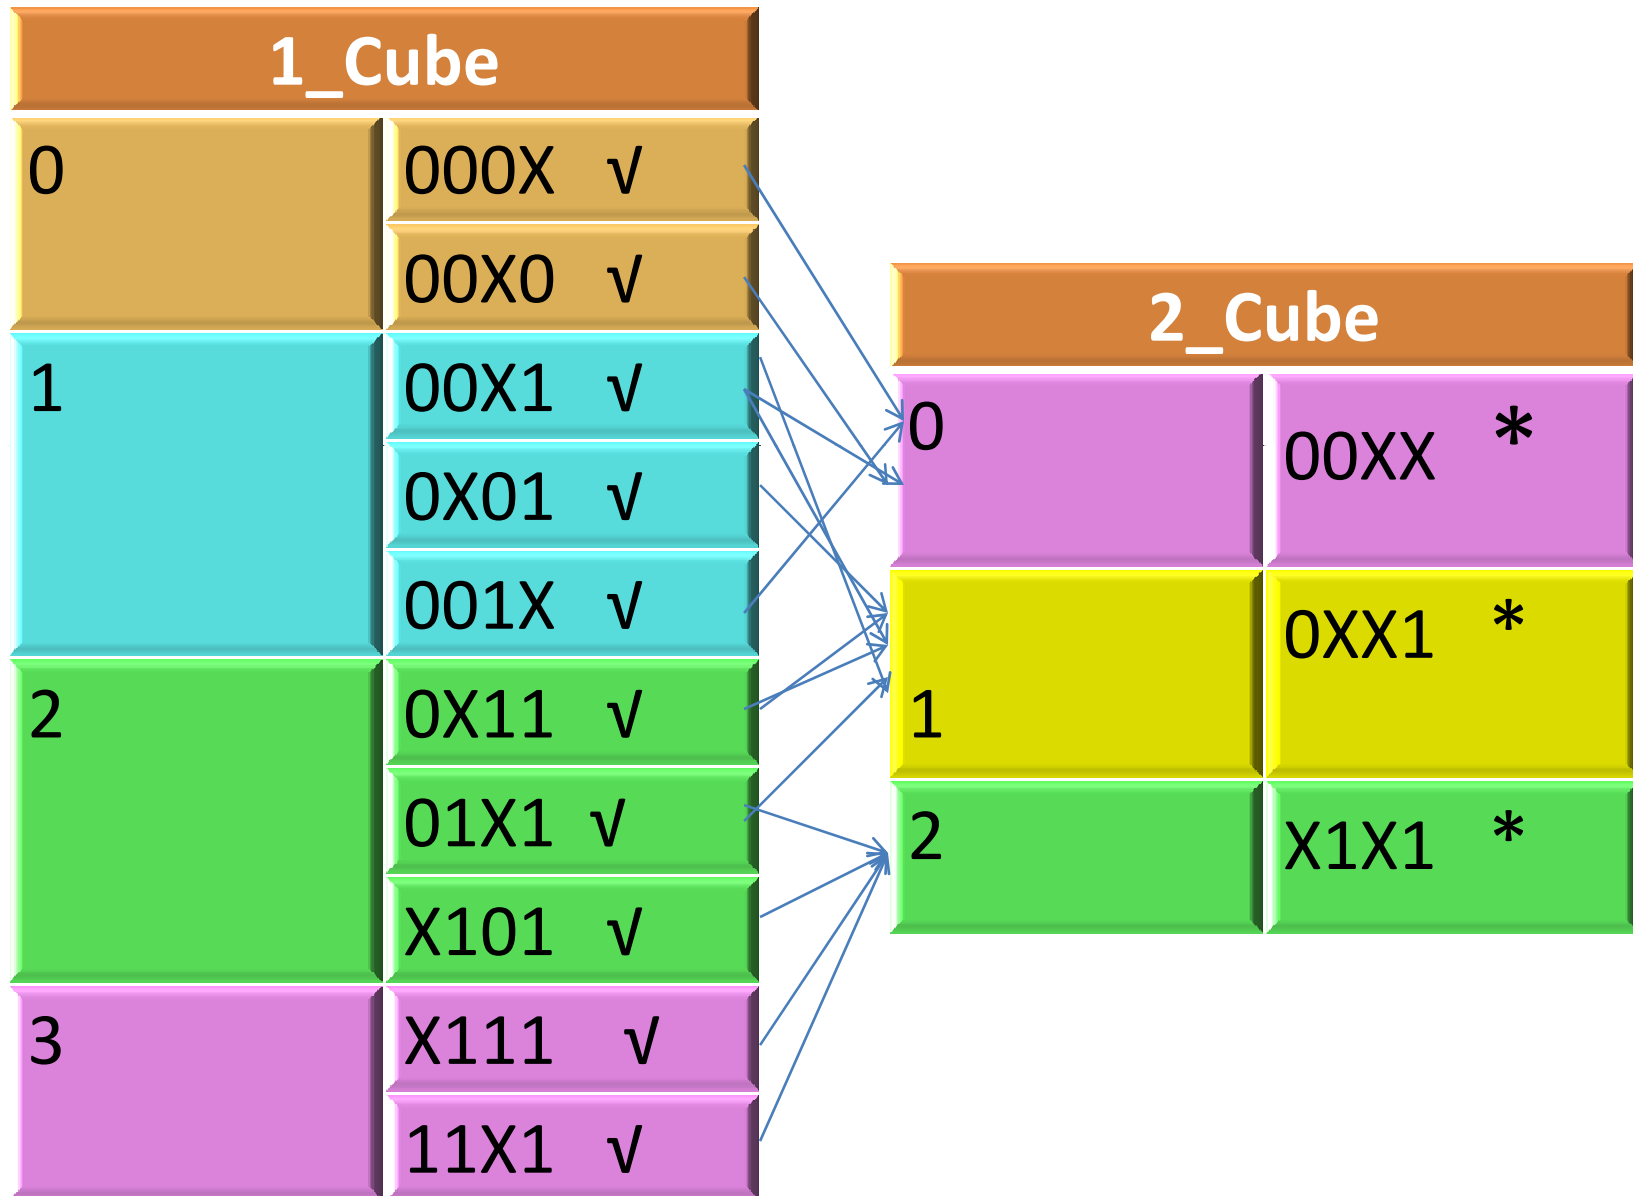 1_Cube
0
000X √
00X0 √
1
00X1 √
0X01 √
001X √
2
0X11 √
01X1 √
X101 √
3
X111 √
11X1 √
2_Cube
0
00XX *
1
0XX1 *
2
X1X1 *